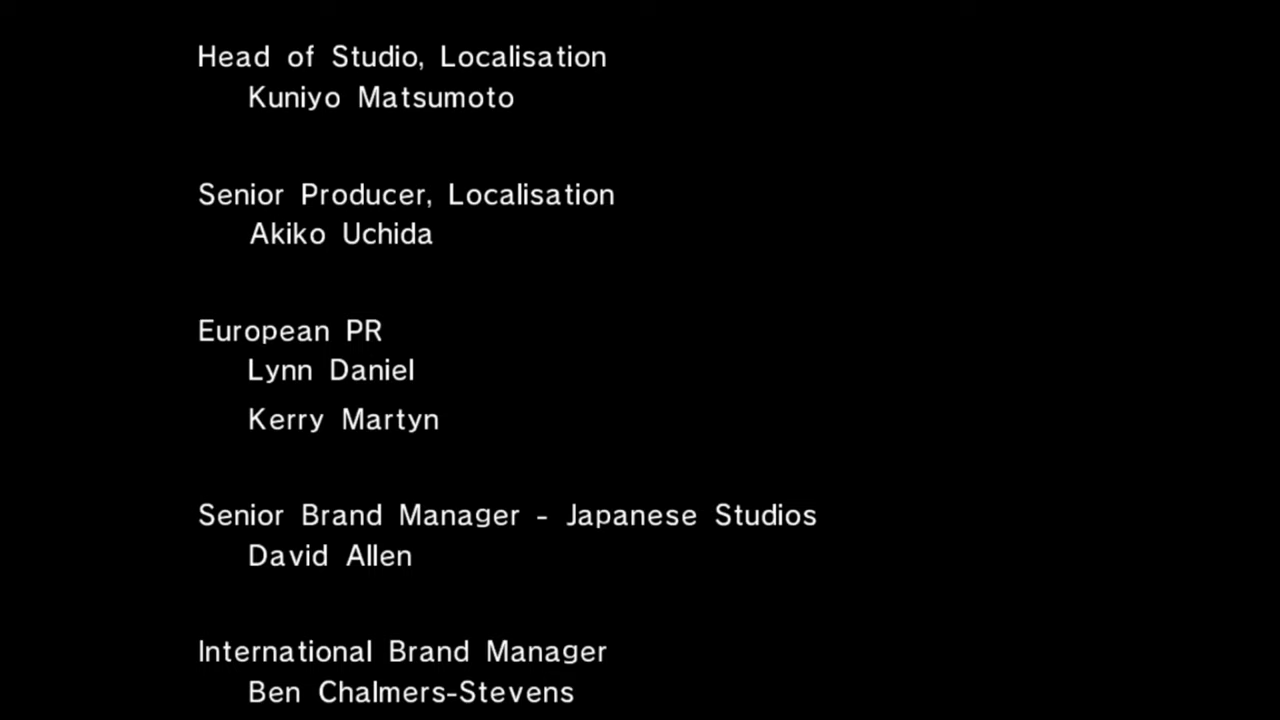 Head of Studio, Localisation
Kuniyo Matsumoto
Senior Producer, Localisation
Akiko Uchida
European PR
Lynn Daniel
Kerry Martyn
Senior Brand Manager - Japanese Studios
David Allen
International Brand Manager
Ben Chalmers-Stevens